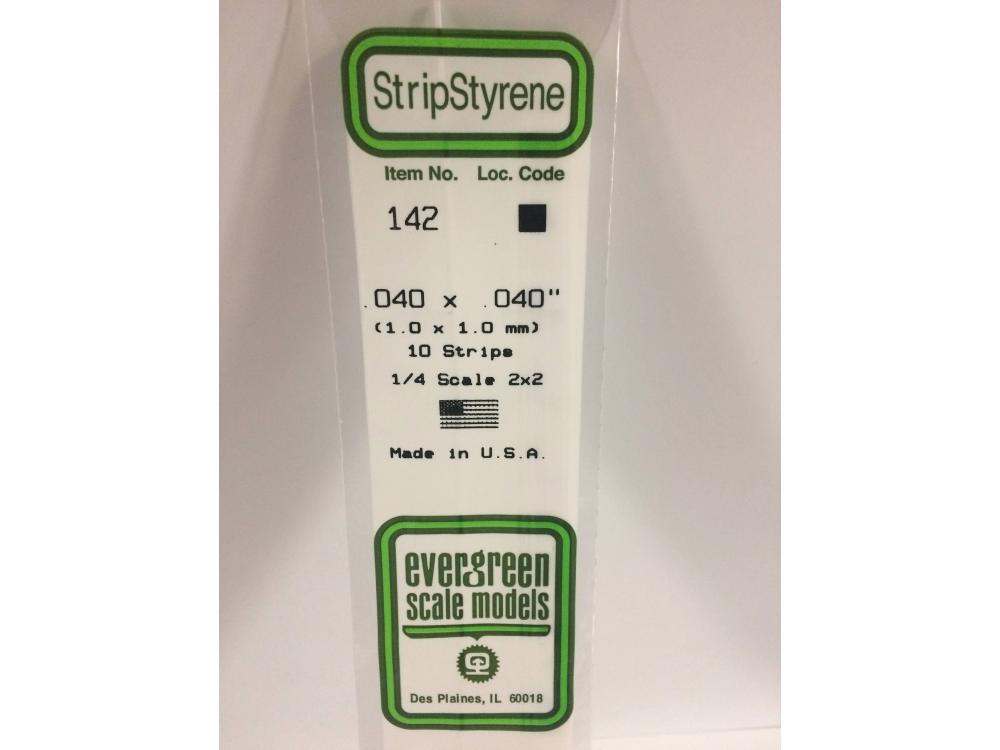 StripStyrene
Item No. Loc. Code
142
.040 x .040"
(1.0 x 1.0 mm)
10 Strips
1/4 Scale 2x2
Made in U.S.A.
evergreen
scale models
Des Plaines, IL 60018